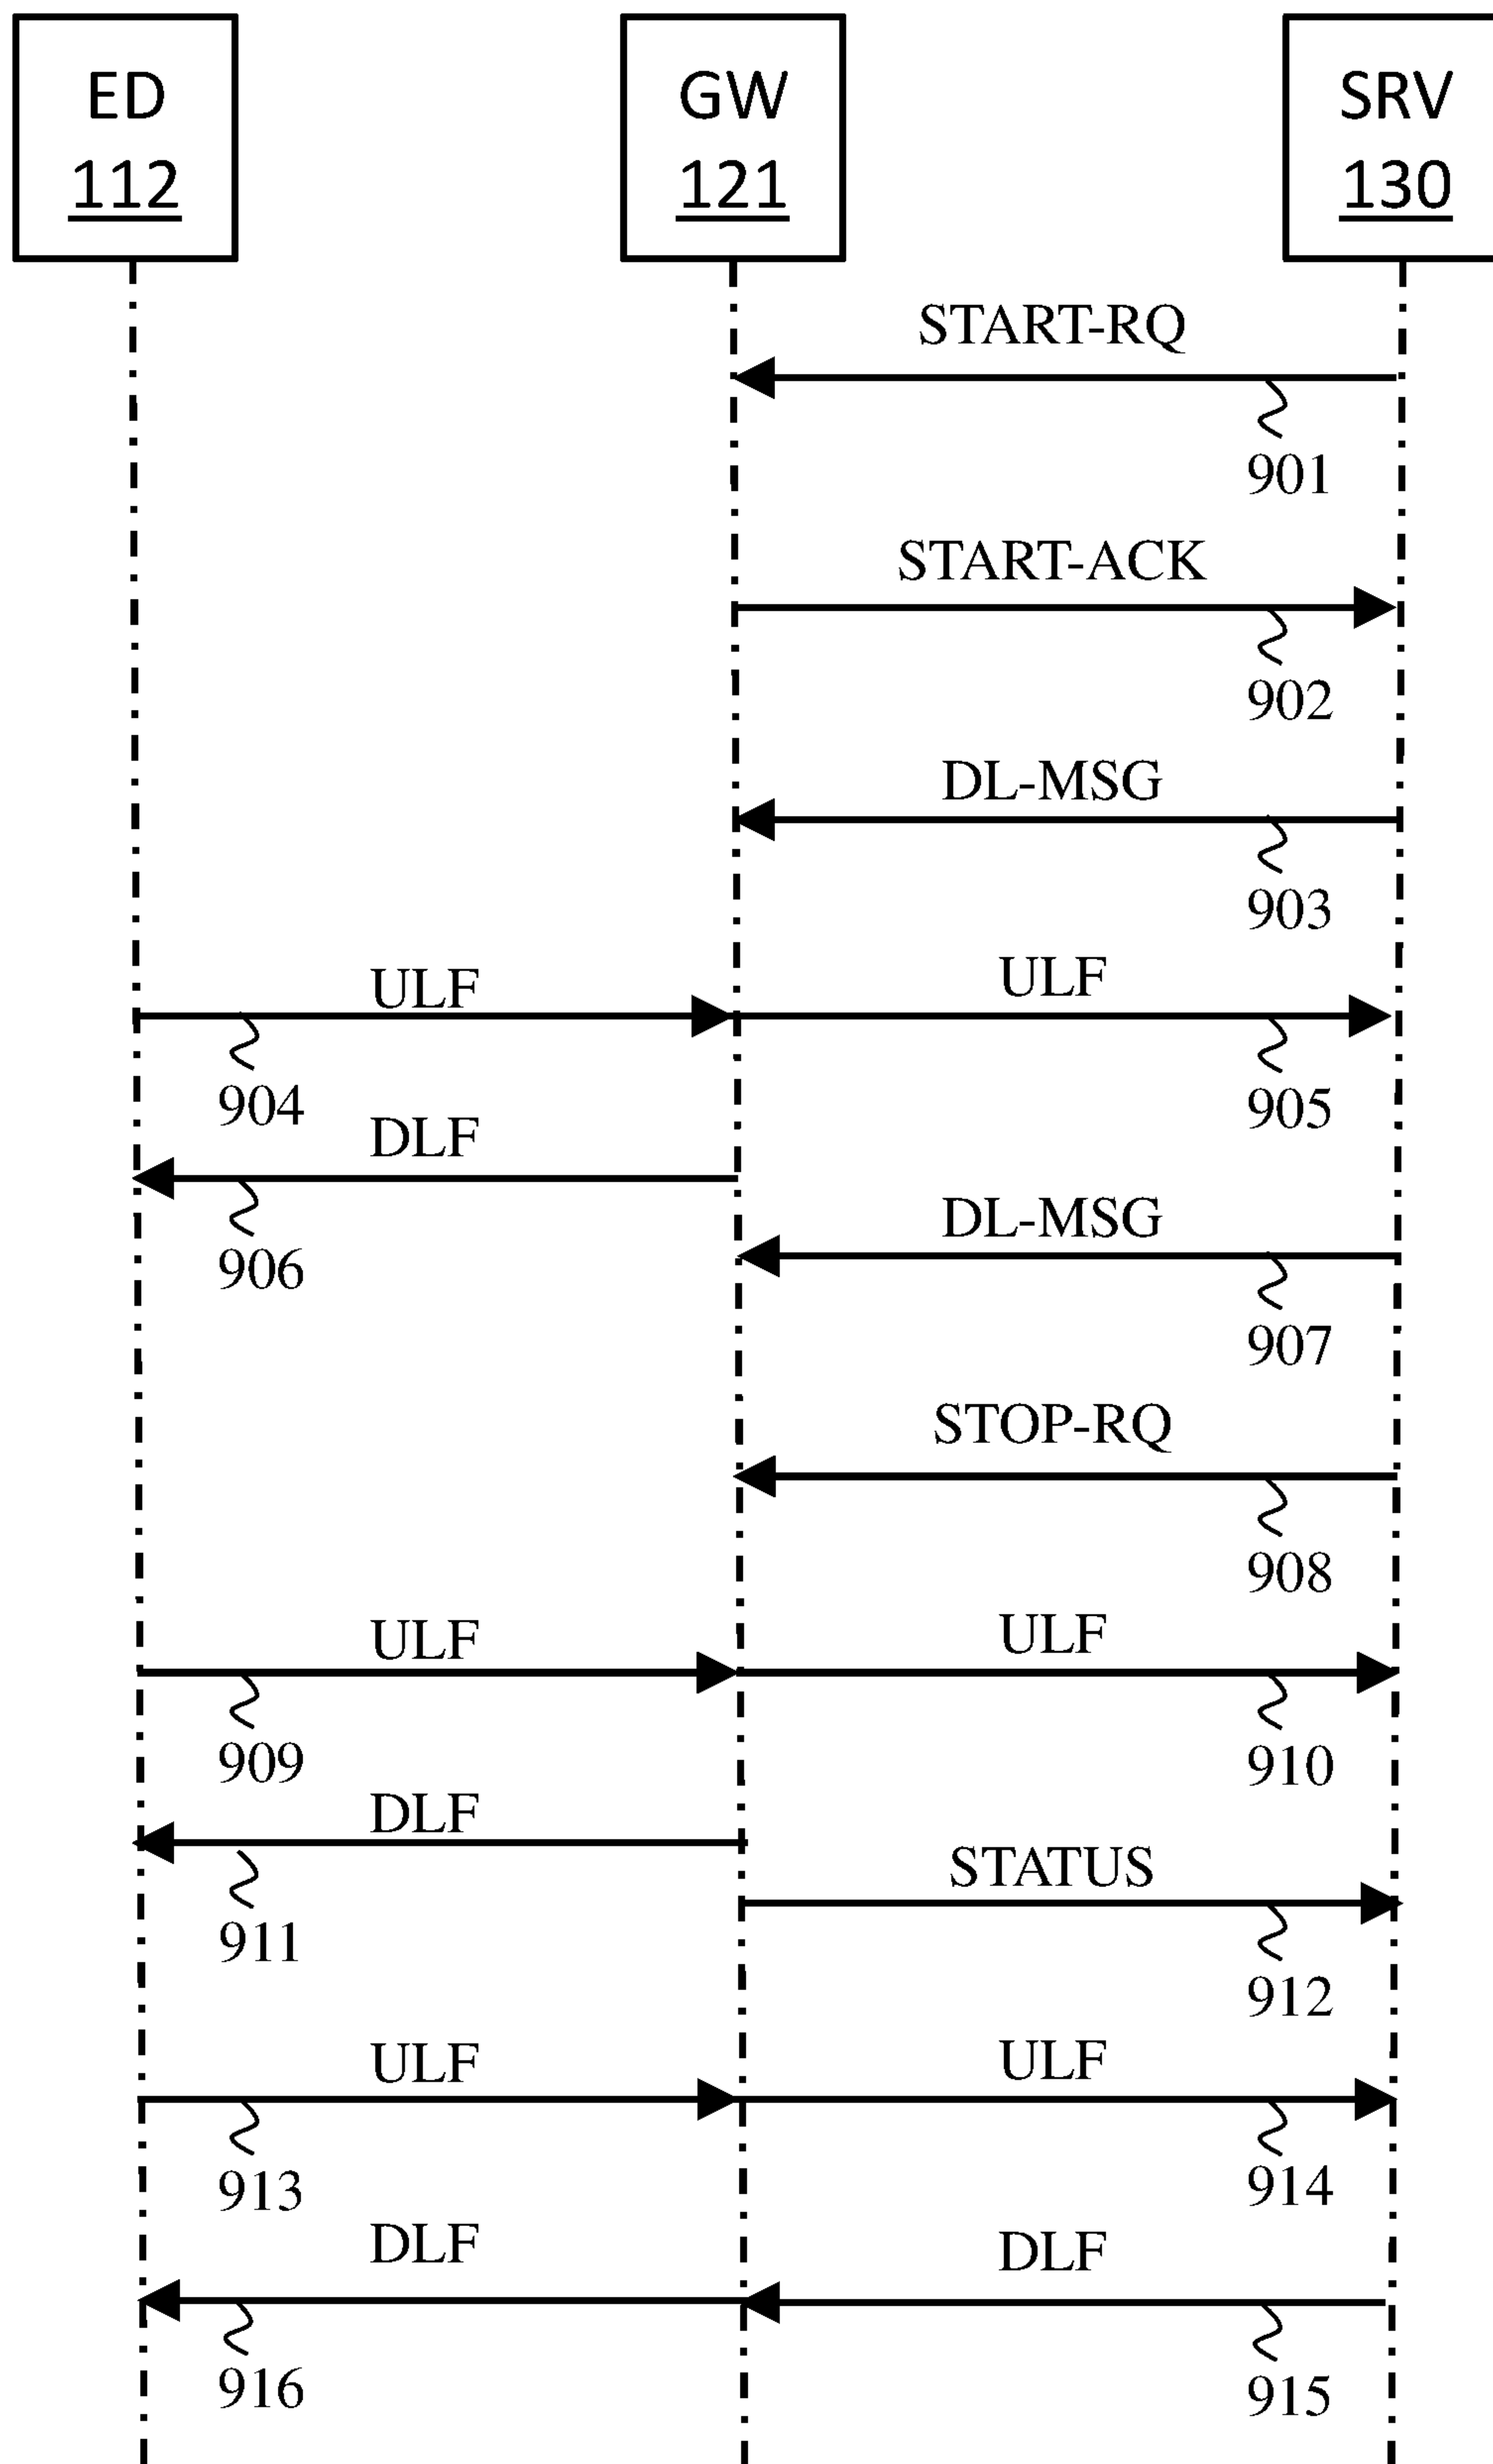 ED
112
GW
121
SRV
130
START-RQ
901
START-ACK
902
DL-MSG
903
ULF
ULF
904
905
DLF
906
DL-MSG
907
STOP-RQ
908
ULF
ULF
909
910
DLF
911
STATUS
912
ULF
ULF
913
914
DLF
DLF
916
915